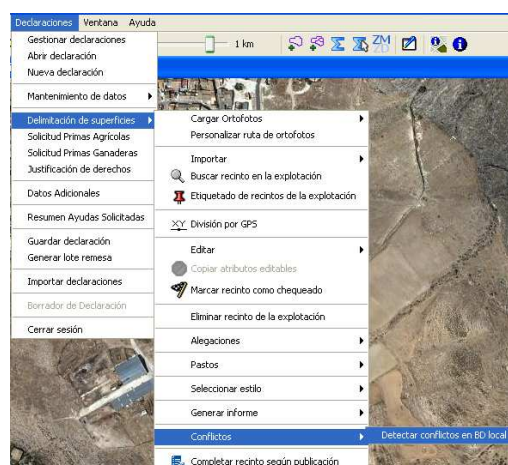 Declaraciones Ventana Ayuda
Gestionar declaraciones
Abrir declaración
Nueva declaración
Mantenimiento de datos
Delimitación de superficies
Solicitud Primas Agrícolas
Solicitud Primas Ganaderas
Justificación de derechos
Datos Adicionales
Resumen Ayudas Solicitadas
Guardar declaración
Generar lote remesa
Importar declaraciones
Borrador de Declaración
Cerrar sesión
1 km
ZM
ZD
Cargar Ortofotos
Personalizar ruta de ortofotos
Importar
Buscar recinto en la explotación
Etiquetado de recintos de la explotación
XY División por GPS
Editar
Copiar atributos editables
Marcar recinto como chequeado
Eliminar recinto de la explotación
Alegaciones
Pastos
Seleccionar estilo
Generar informe
Conflictos
Completar recinto según publicación
Detectar conflictos en BD local